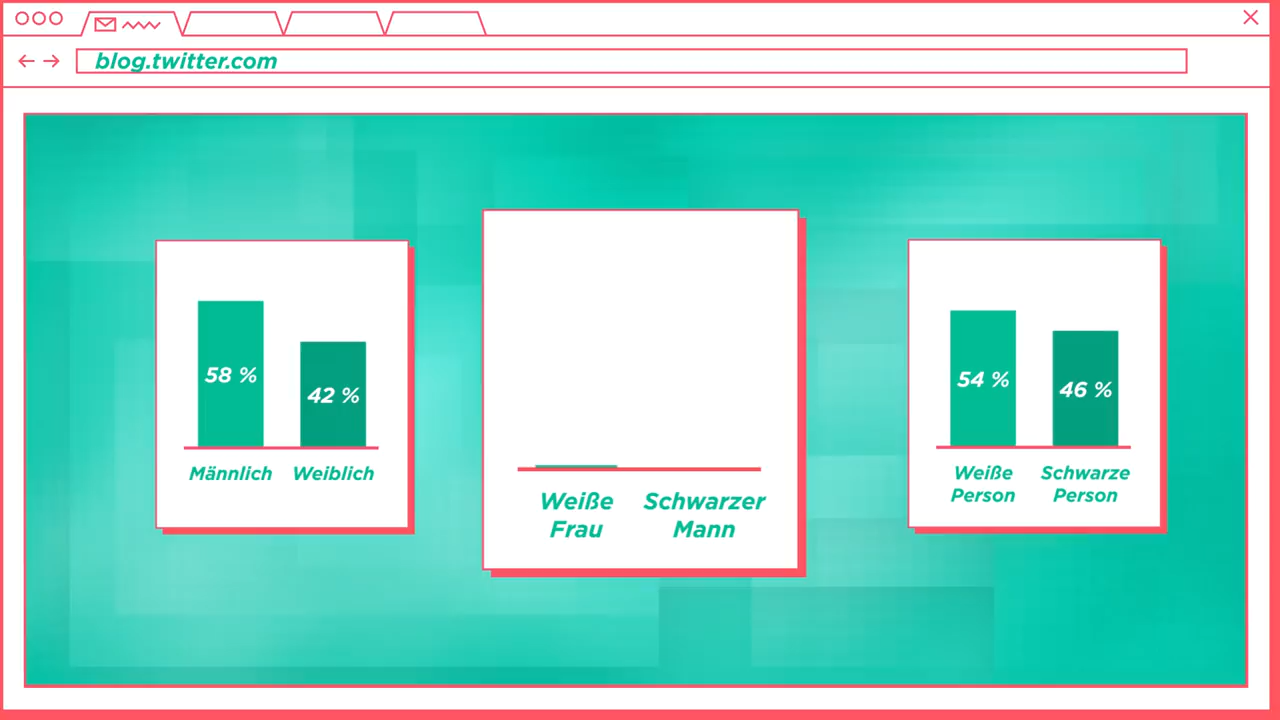 blog.twitter.com
58 %
42 %
Männlich Weiblich
Weiße Schwarzer
Frau Mann
54 %
46 %
Weiße Schwarze
Person Person